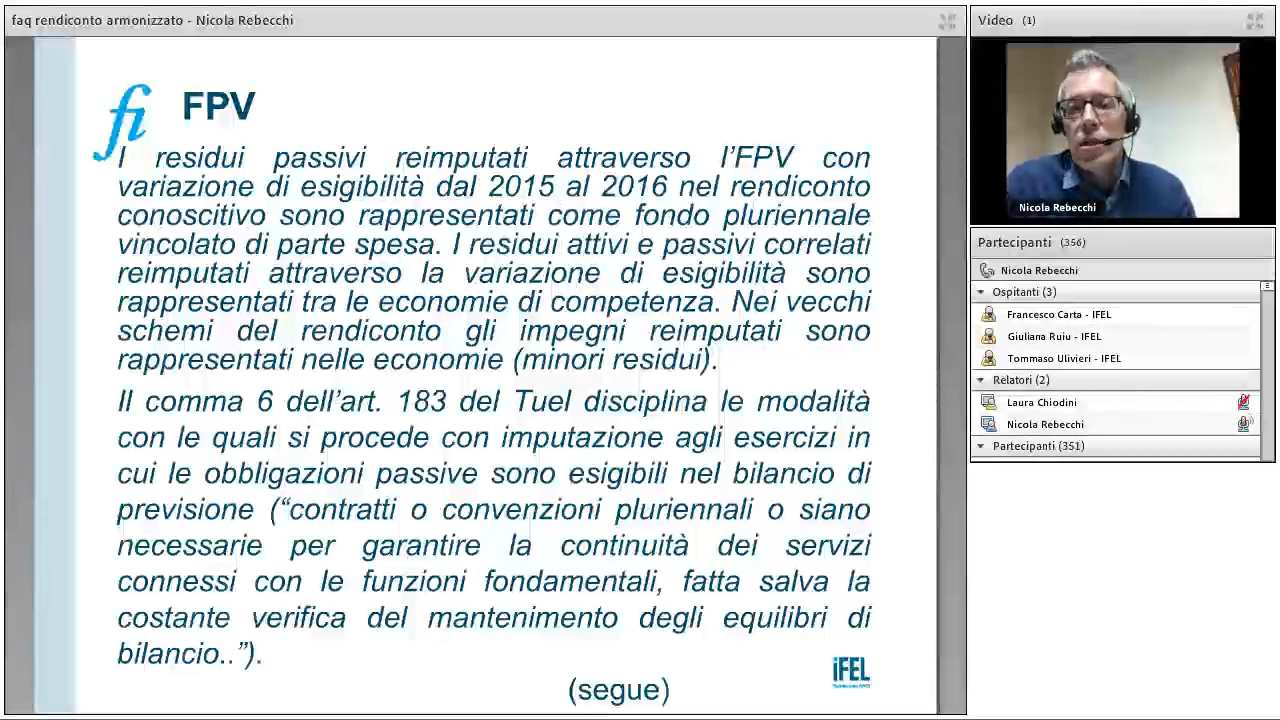 faq rendiconto armonizzato - Nicola Rebecchi
fi FPV
I residui passivi reimputati attraverso l'FPV con
variazione di esigibilità dal 2015 al 2016 nel rendiconto
conoscitivo sono rappresentati come fondo pluriennale
vincolato di parte spesa. I residui attivi e passivi correlati
reimputati attraverso la variazione di esigibilità sono
rappresentati tra le economie di competenza. Nei vecchi
schemi del rendiconto gli impegni reimputati sono
rappresentati nelle economie (minori residui).
Il comma 6 dell'art. 183 del Tuel disciplina le modalità
con le quali si procede con imputazione agli esercizi in
cui le obbligazioni passive sono esigibili nel bilancio di
previsione (“contratti o convenzioni pluriennali o siano
necessarie per garantire la continuità dei servizi
connessi con le funzioni fondamentali, fatta salva la
costante verifica del mantenimento degli equilibri di
bilancio..”).
(segue)
iFEL
Video (1)
Nicola Rebecchi
Partecipanti (356)
Nicola Rebecchi
Ospitanti (3)
Francesco Carta - IFEL
Giuliana Ruiu - IFEL
Tommaso Ulivieri - IFEL
Relatori (2)
Laura Chiodini
Nicola Rebecchi
Partecipanti (351)